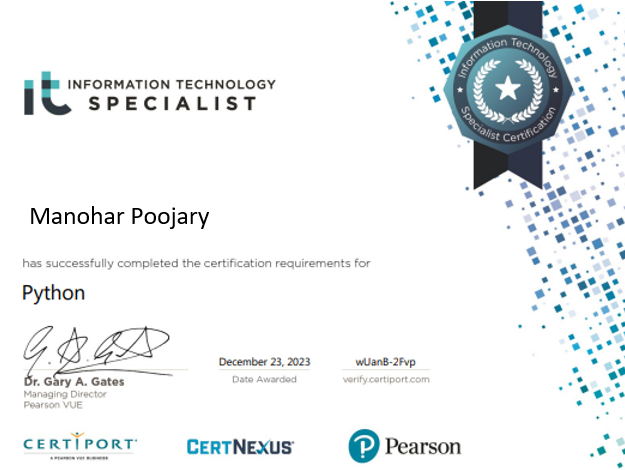 it INFORMATION TECHNOLOGY
SPECIALIST
Information Technology
Specialist Certification
Manohar Poojary
has successfully completed the certification requirements for
Python
Dr. Gary A. Gates
Managing Director
Pearson VUE
December 23, 2023
Date Awarded
wUanB-2Fvp
verify.certiport.com
CERTIPORT
A PEARSON VUE BUSINESS
CERTNEXUS
P Pearson